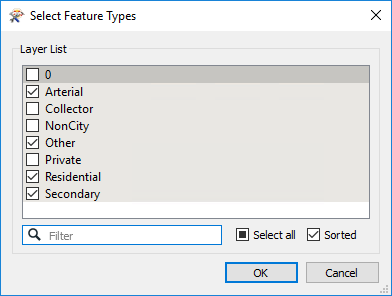 Select Feature Types
Layer List
0
Arterial
Collector
NonCity
Other
Private
Residential
Secondary
Filter
Select all
Sorted
OK
Cancel